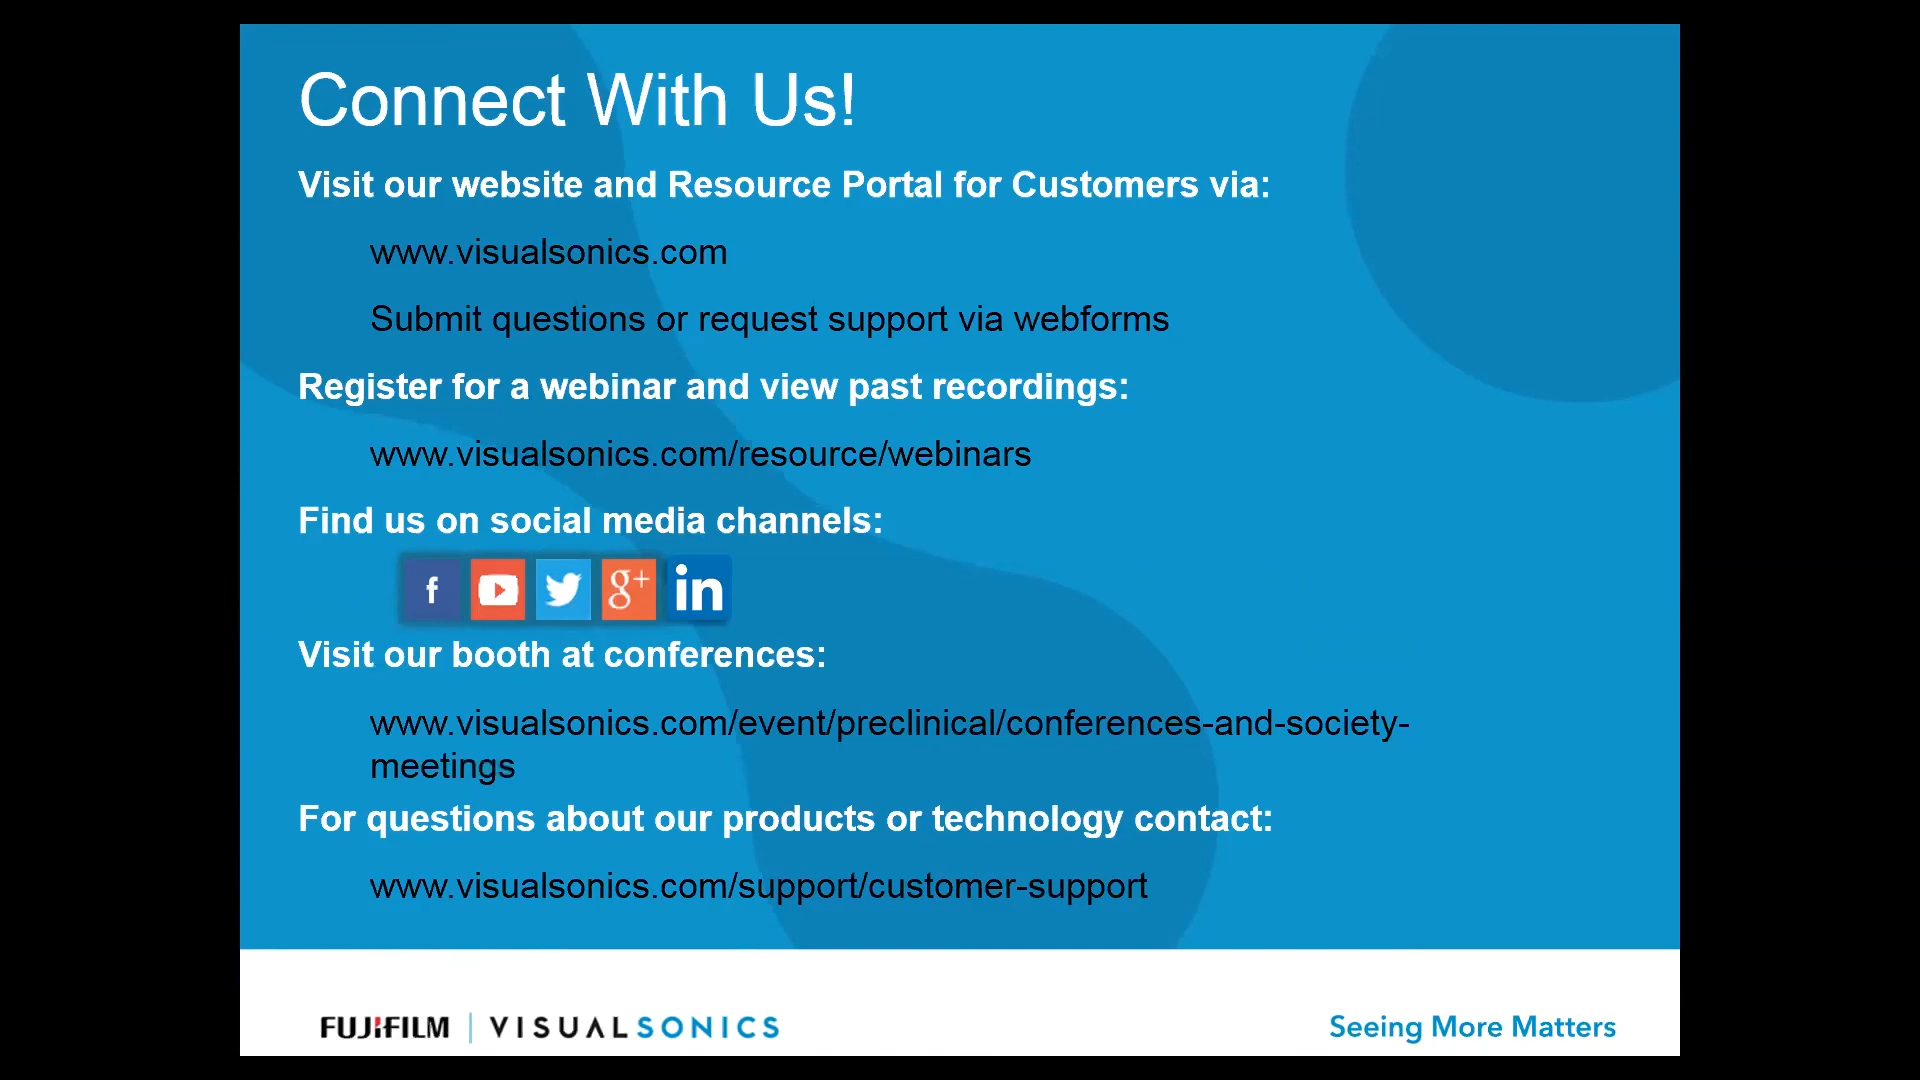 Connect With Us!
Visit our website and Resource Portal for Customers via:
www.visualsonics.com
Submit questions or request support via webforms
Register for a webinar and view past recordings:
www.visualsonics.com/resource/webinars
Find us on social media channels:
f g+ in
Visit our booth at conferences:
www.visualsonics.com/event/preclinical/conferences-and-society-
meetings
For questions about our products or technology contact:
www.visualsonics.com/support/customer-support
FUJIFILM | VISUALSONICS
Seeing More Matters